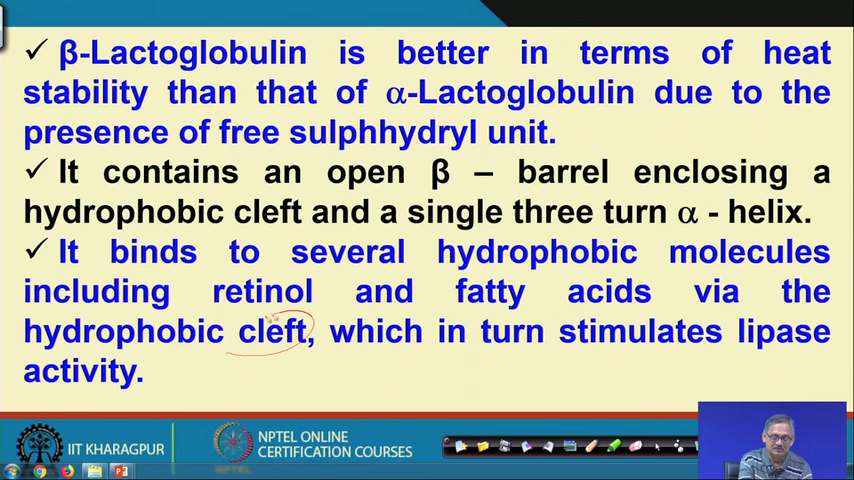 ✓ β-Lactoglobulin is better in terms of heat
stability than that of α-Lactoglobulin due to the
presence of free sulphhydryl unit.
✓ It contains an open β – barrel enclosing a
hydrophobic cleft and a single three turn α - helix.
✓ It binds to several hydrophobic molecules
including retinol and fatty acids via the
hydrophobic cleft, which in turn stimulates lipase
activity.
IIT KHARAGPUR
NPTEL ONLINE
CERTIFICATION COURSES
NPTEL